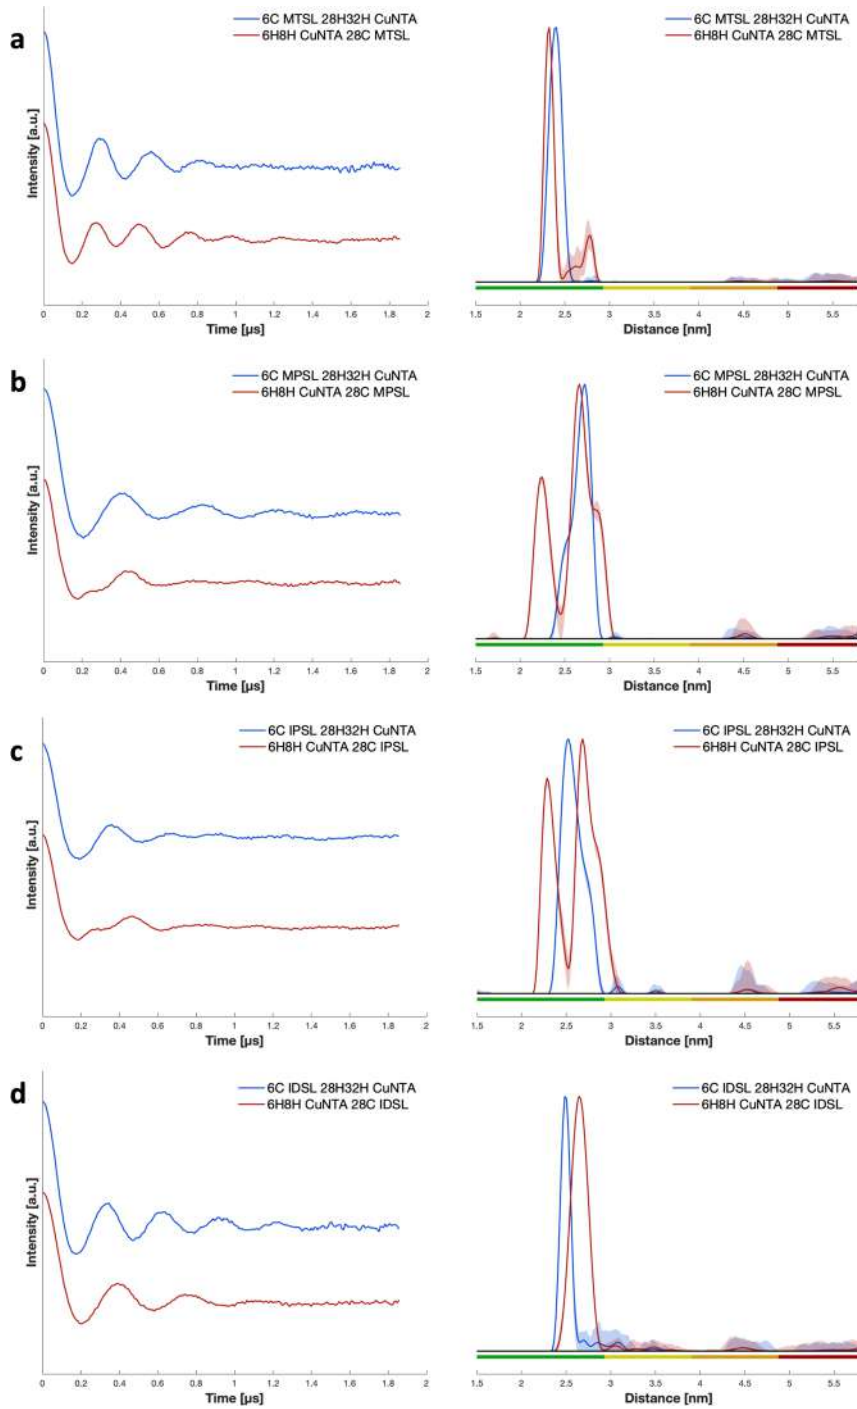 a
6C MTSL 28H32H CuNTA
6H8H CuNTA 28C MTSL
Intensity [a.u.]
0 0.2 0.4 0.6 0.8 1 1.2 1.4 1.6 1.8 2
Time [µs]
6C MTSL 28H32H CuNTA
6H8H CuNTA 28C MTSL
1.5 2 2.5 3 3.5 4 4.5 5 5.5
Distance [nm]
b
6C MPSL 28H32H CuNTA
6H8H CuNTA 28C MPSL
Intensity [a.u.]
0 0.2 0.4 0.6 0.8 1 1.2 1.4 1.6 1.8 2
Time [µs]
6C MPSL 28H32H CuNTA
6H8H CuNTA 28C MPSL
1.5 2 2.5 3 3.5 4 4.5 5 5.5
Distance [nm]
c
6C IPSL 28H32H CuNTA
6H8H CuNTA 28C IPSL
Intensity [a.u.]
0 0.2 0.4 0.6 0.8 1 1.2 1.4 1.6 1.8 2
Time [µs]
6C IPSL 28H32H CuNTA
6H8H CuNTA 28C IPSL
1.5 2 2.5 3 3.5 4 4.5 5 5.5
Distance [nm]
d
6C IDSL 28H32H CuNTA
6H8H CuNTA 28C IDSL
Intensity [a.u.]
0 0.2 0.4 0.6 0.8 1 1.2 1.4 1.6 1.8 2
Time [µs]
6C IDSL 28H32H CuNTA
6H8H CuNTA 28C IDSL
1.5 2 2.5 3 3.5 4 4.5 5 5.5
Distance [nm]